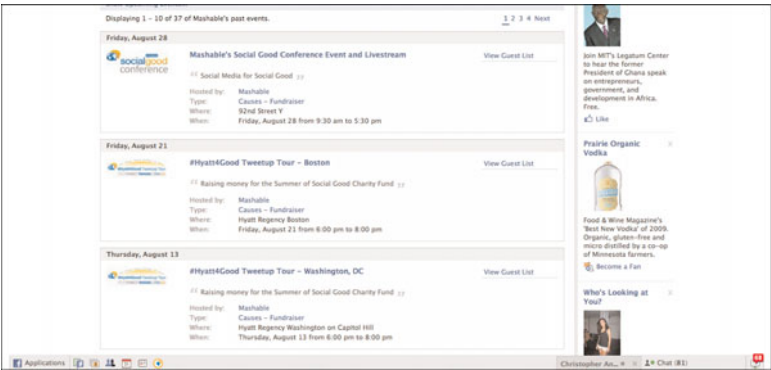 Displaying 1 - 10 of 37 of Mashable's past events.
1 2 3 4 Next
Friday, August 28
socialgood
conference
Mashable's Social Good Conference Event and Livestream
View Guest List
“ Social Media for Social Good ”
Hosted by: Mashable
Type: Causes - Fundraiser
Where: 92nd Street Y
When: Friday, August 28 from 9:30 am to 5:30 pm
Friday, August 21
#Hyatt4Good Tweetup Tour - Boston
View Guest List
“ Raising money for the Summer of Social Good Charity Fund ”
Hosted by: Mashable
Type: Causes - Fundraiser
Where: Hyatt Regency Boston
When: Friday, August 21 from 6:00 pm to 8:00 pm
Thursday, August 13
#Hyatt4Good Tweetup Tour - Washington, DC
View Guest List
“ Raising money for the Summer of Social Good Charity Fund ”
Hosted by: Mashable
Type: Causes - Fundraiser
Where: Hyatt Regency Washington on Capitol Hill
When: Thursday, August 13 from 6:00 pm to 8:00 pm
Join MIT's Legatum Center
to hear the former
President of Ghana speak
on entrepreneurs,
government, and
development in Africa.
Free.
Like
Prairie Organic
Vodka
Food & Wine Magazine's
'Best New Vodka' of 2009.
Organic, gluten-free and
micro distilled by a co-op
of Minnesota farmers.
Become a Fan
Who's Looking at
You?
Applications
Christopher An...
Chat (81)